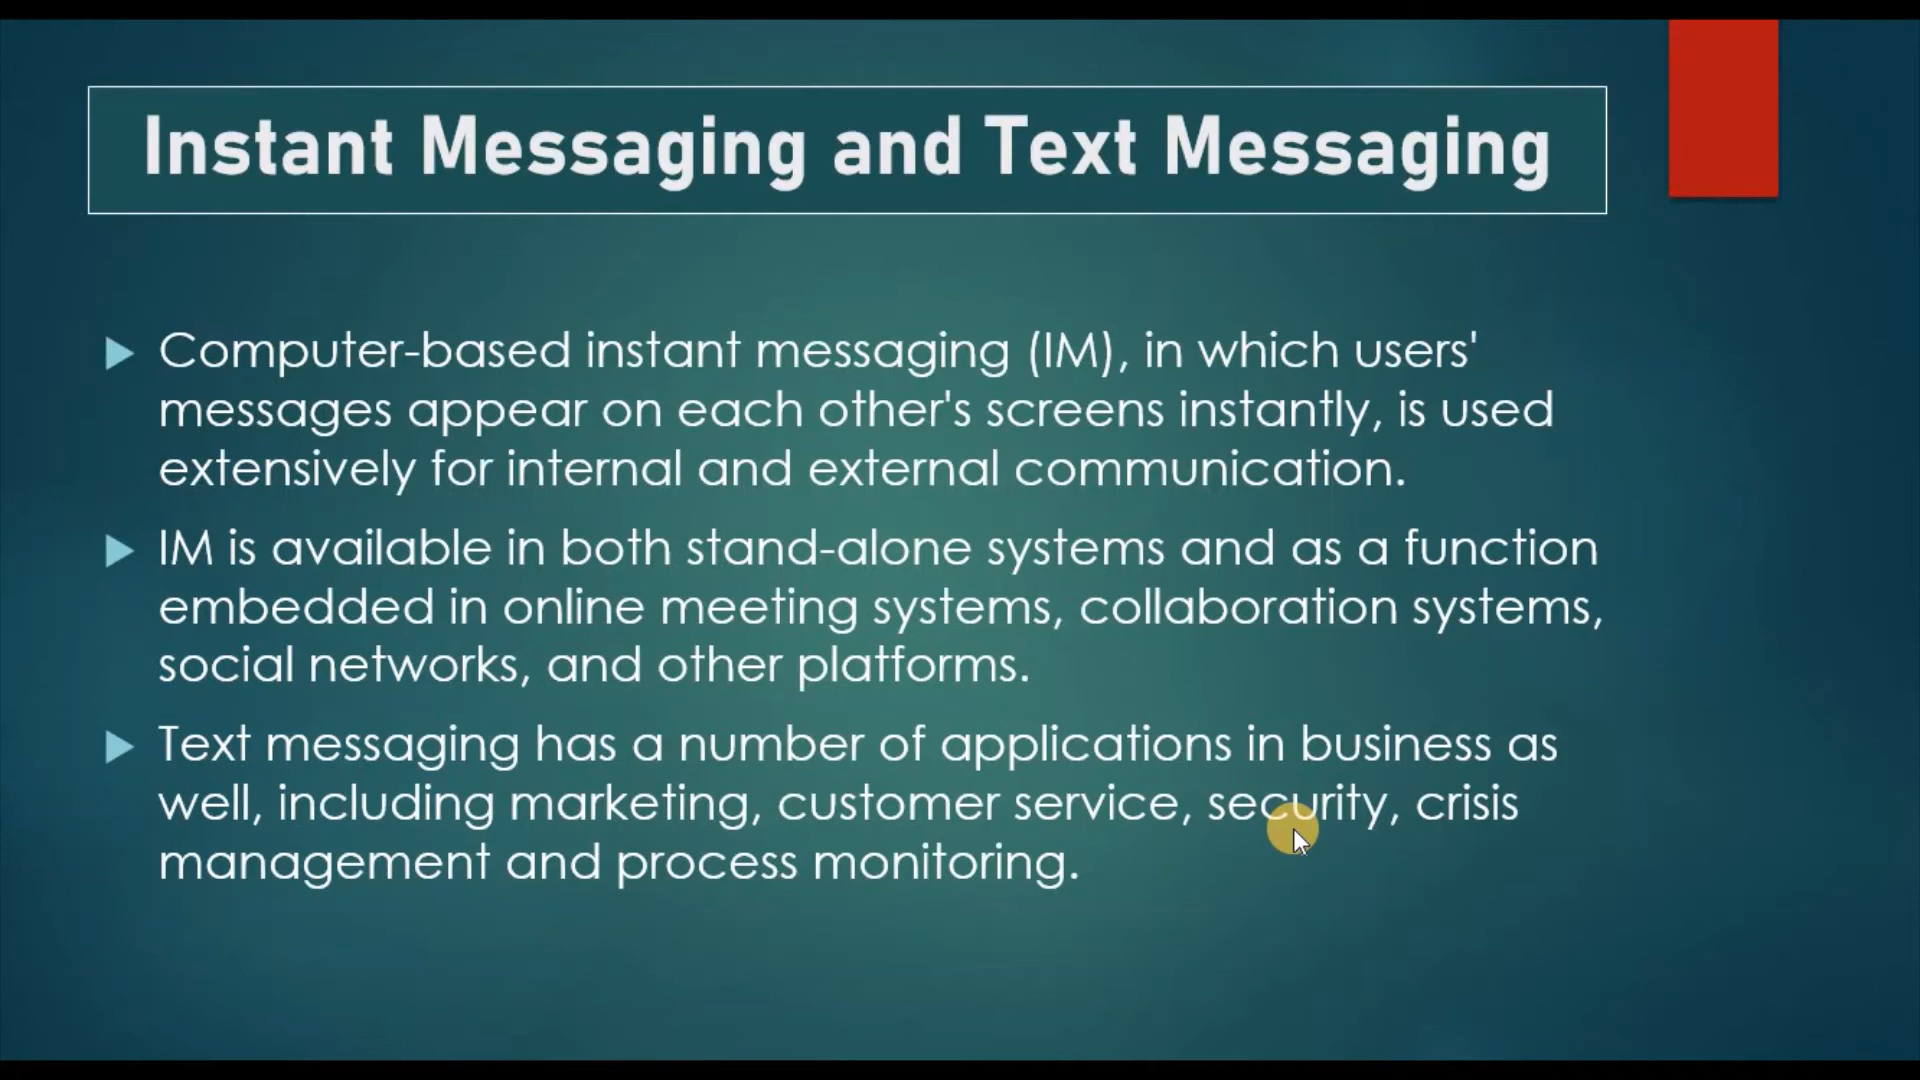 Instant Messaging and Text Messaging
Computer-based instant messaging (IM), in which users'
messages appear on each other's screens instantly, is used
extensively for internal and external communication.
IM is available in both stand-alone systems and as a function
embedded in online meeting systems, collaboration systems,
social networks, and other platforms.
Text messaging has a number of applications in business as
well, including marketing, customer service, security, crisis
management and process monitoring.